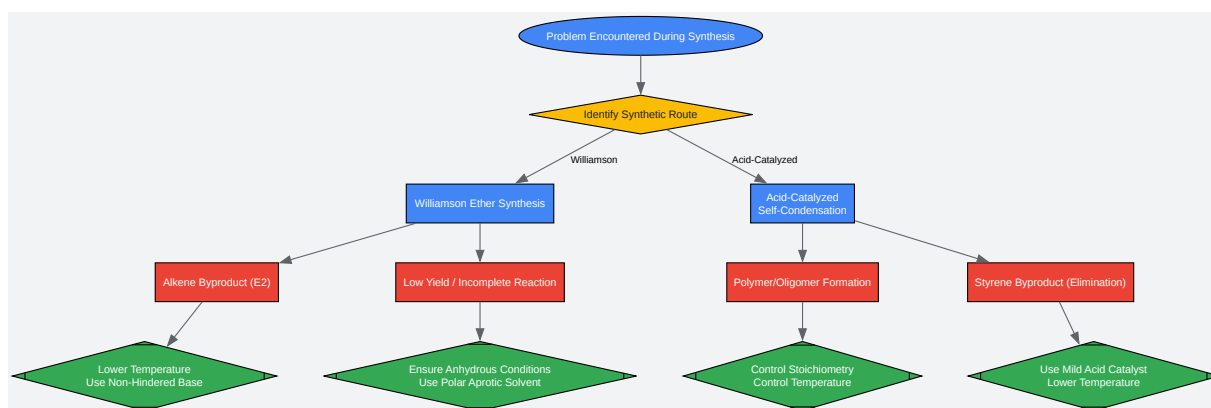 Problem Encountered During Synthesis
Identify Synthetic Route
Williamson
Acid-Catalyzed
Williamson Ether Synthesis
Acid-Catalyzed
Self-Condensation
Alkene Byproduct (E2)
Low Yield / Incomplete Reaction
Polymer/Oligomer Formation
Styrene Byproduct (Elimination)
Lower Temperature
Use Non-Hindered Base
Ensure Anhydrous Conditions
Use Polar Aprotic Solvent
Control Stoichiometry
Control Temperature
Use Mild Acid Catalyst
Lower Temperature